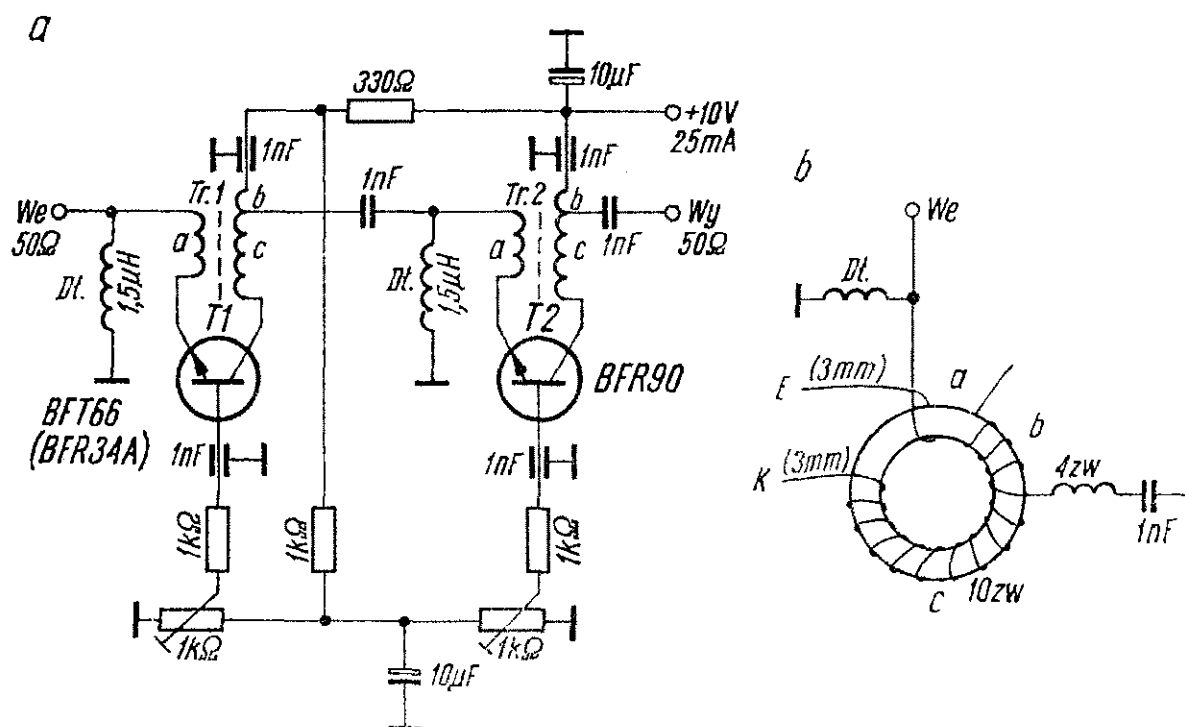 a
10μF
330Ω
+10V
25mA
1nF
1nF
b
1nF
Tr.1
b
Tr.2
b
We
50Ω
Wy
50Ω
1nF
a
c
a
c
We
Dt.
1,5μH
Dt.
1,5μH
Dt.
T1
T2
BFT66
(BFR34A)
BFR90
E
(3mm)
a
b
K
(3mm)
4zw
1nF
C
10zw
1nF
1nF
1kΩ
1kΩ
1kΩ
1kΩ
1kΩ
10μF